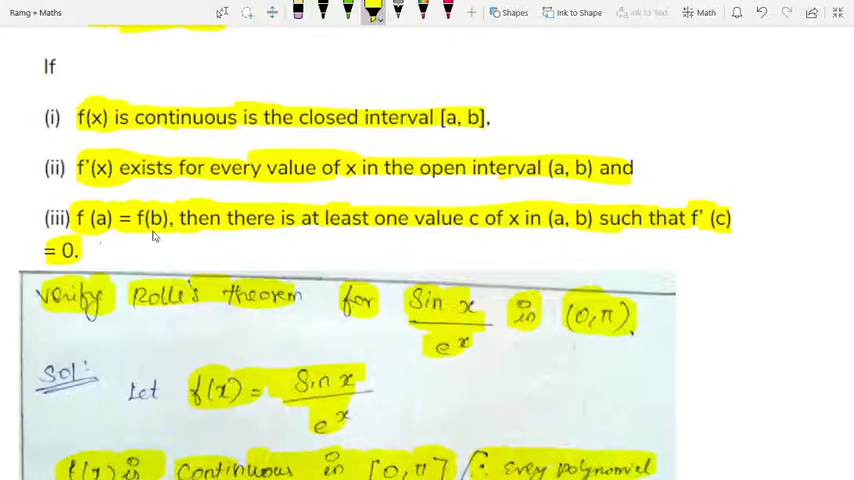 Ramg » Maths
Shapes
Ink to Shape
Ink to Text
Math
If
(i) f(x) is continuous is the closed interval [a, b],
(ii) f'(x) exists for every value of x in the open interval (a, b) and
(iii) f (a) = f(b), then there is at least one value c of x in (a, b) such that f' (c)
= 0.
Verify Rolle's theorem for sin x / e^x in (0,π).
Sol:
Let f(x) = Sin x / e^x
f(x) is continuous in [0,π] (∵ Every polynomial